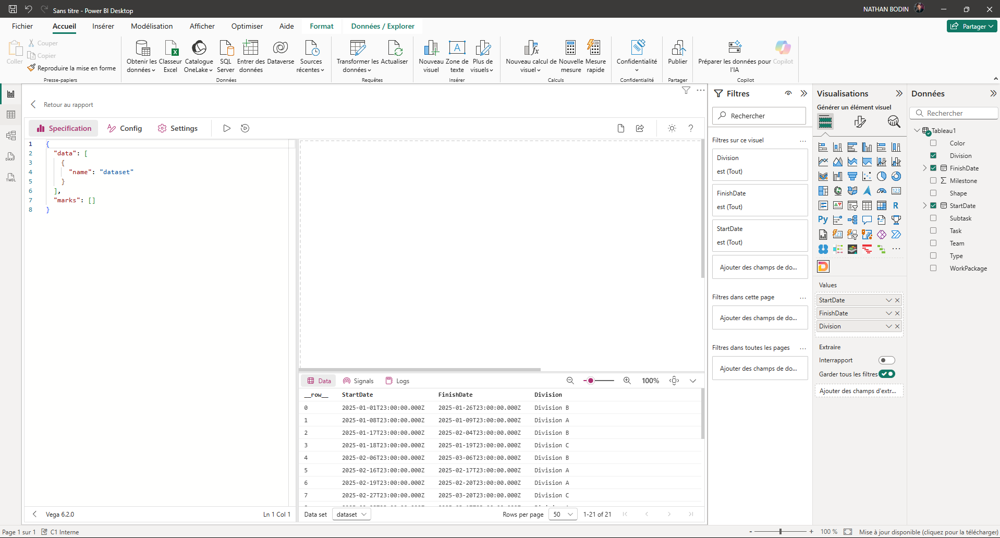 Sans titre - Power BI Desktop
NATHAN BODIN
Fichier
Accueil
Insérer
Modélisation
Afficher
Optimiser
Aide
Format
Données / Explorer
Partager
Coller
Couper
Copier
Reproduire la mise en forme
Presse-papiers
Obtenir les données
Classeur Excel
Catalogue OneLake
SQL Server
Entrer des données
Dataverse
Sources récentes
Données
Transformer les données
Actualiser
Requêtes
Nouveau visuel
Zone de texte
Plus de visuels
Insérer
Nouveau calcul de visuel
Nouvelle mesure
Mesure rapide
Calculs
Confidentialité
Confidentialité
Publier
Partager
Préparer les données pour l'IA
Copilot
Copilot
Retour au rapport
Specification
Config
Settings
1 {
2 "data": [
3 {
4 "name": "dataset"
5 }
6 ],
7 "marks": []
8 }
Vega 6.2.0
Ln 1 Col 1
Data
Signals
Logs
100%
__row__ StartDate FinishDate Division
0 2025-01-01T23:00:00.000Z 2025-01-26T23:00:00.000Z Division B
1 2025-01-08T23:00:00.000Z 2025-01-09T23:00:00.000Z Division A
2 2025-01-17T23:00:00.000Z 2025-02-04T23:00:00.000Z Division B
3 2025-01-18T23:00:00.000Z 2025-01-19T23:00:00.000Z Division C
4 2025-02-06T23:00:00.000Z 2025-03-06T23:00:00.000Z Division B
5 2025-02-16T23:00:00.000Z 2025-02-17T23:00:00.000Z Division A
6 2025-02-19T23:00:00.000Z 2025-02-20T23:00:00.000Z Division A
7 2025-02-27T23:00:00.000Z 2025-03-20T23:00:00.000Z Division C
Data set
dataset
Rows per page
50
1-21 of 21
Filtres
Rechercher
Filtres sur ce visuel
Division
est (Tout)
FinishDate
est (Tout)
StartDate
est (Tout)
Ajouter des champs de do...
Filtres dans cette page
Ajouter des champs de do...
Filtres dans toutes les pages
Ajouter des champs de do...
Visualisations
Générer un élément visuel
Values
StartDate
FinishDate
Division
Extraire
Interrapport
Garder tous les filtres
Ajouter des champs d'extr...
Données
Rechercher
Tableau1
Color
Division
FinishDate
Milestone
Shape
StartDate
Subtask
Task
Team
Type
WorkPackage
Page 1 sur 1
C1 Interne
100 %
Mise à jour disponible (cliquez pour la télécharger)